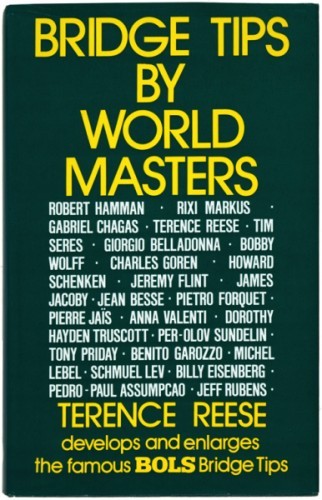 BRIDGE TIPS
BY
WORLD
MASTERS
ROBERT HAMMAN · RIXI MARKUS ·
GABRIEL CHAGAS · TERENCE REESE · TIM
SERES · GIORGIO BELLADONNA · BOBBY
WOLFF · CHARLES GOREN · HOWARD
SCHENKEN · JEREMY FLINT · JAMES
JACOBY · JEAN BESSE · PIETRO FORQUET ·
PIERRE JAÏS · ANNA VALENTI · DOROTHY
HAYDEN TRUSCOTT · PER-OLOV SUNDELIN ·
TONY PRIDAY · BENITO GAROZZO · MICHEL
LEBEL · SCHMUEL LEV · BILLY EISENBERG ·
PEDRO-PAUL ASSUMPCAO · JEFF RUBENS ·
TERENCE REESE
develops and enlarges
the famous BOLS Bridge Tips